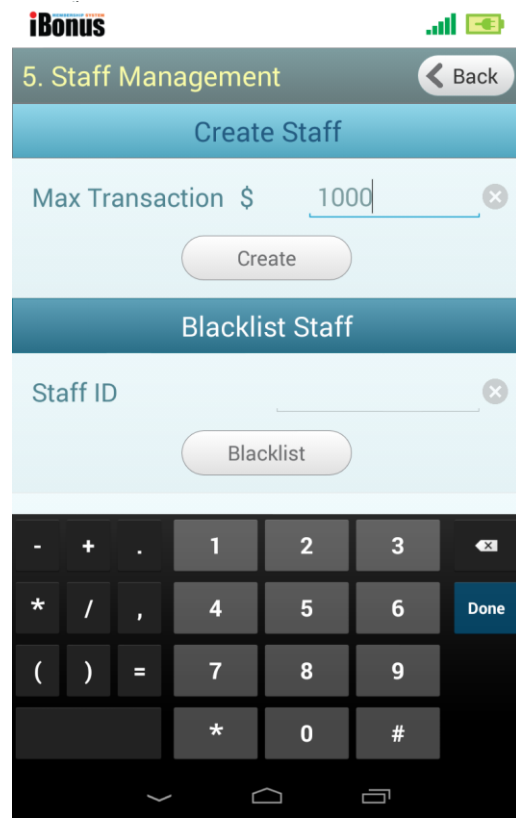 MEMBERSHIP SYSTEM
iBonus
5. Staff Management
Back
Create Staff
Max Transaction $ 1000
Create
Blacklist Staff
Staff ID
Blacklist
- + . 1 2 3
* / , 4 5 6 Done
( ) = 7 8 9
* 0 #